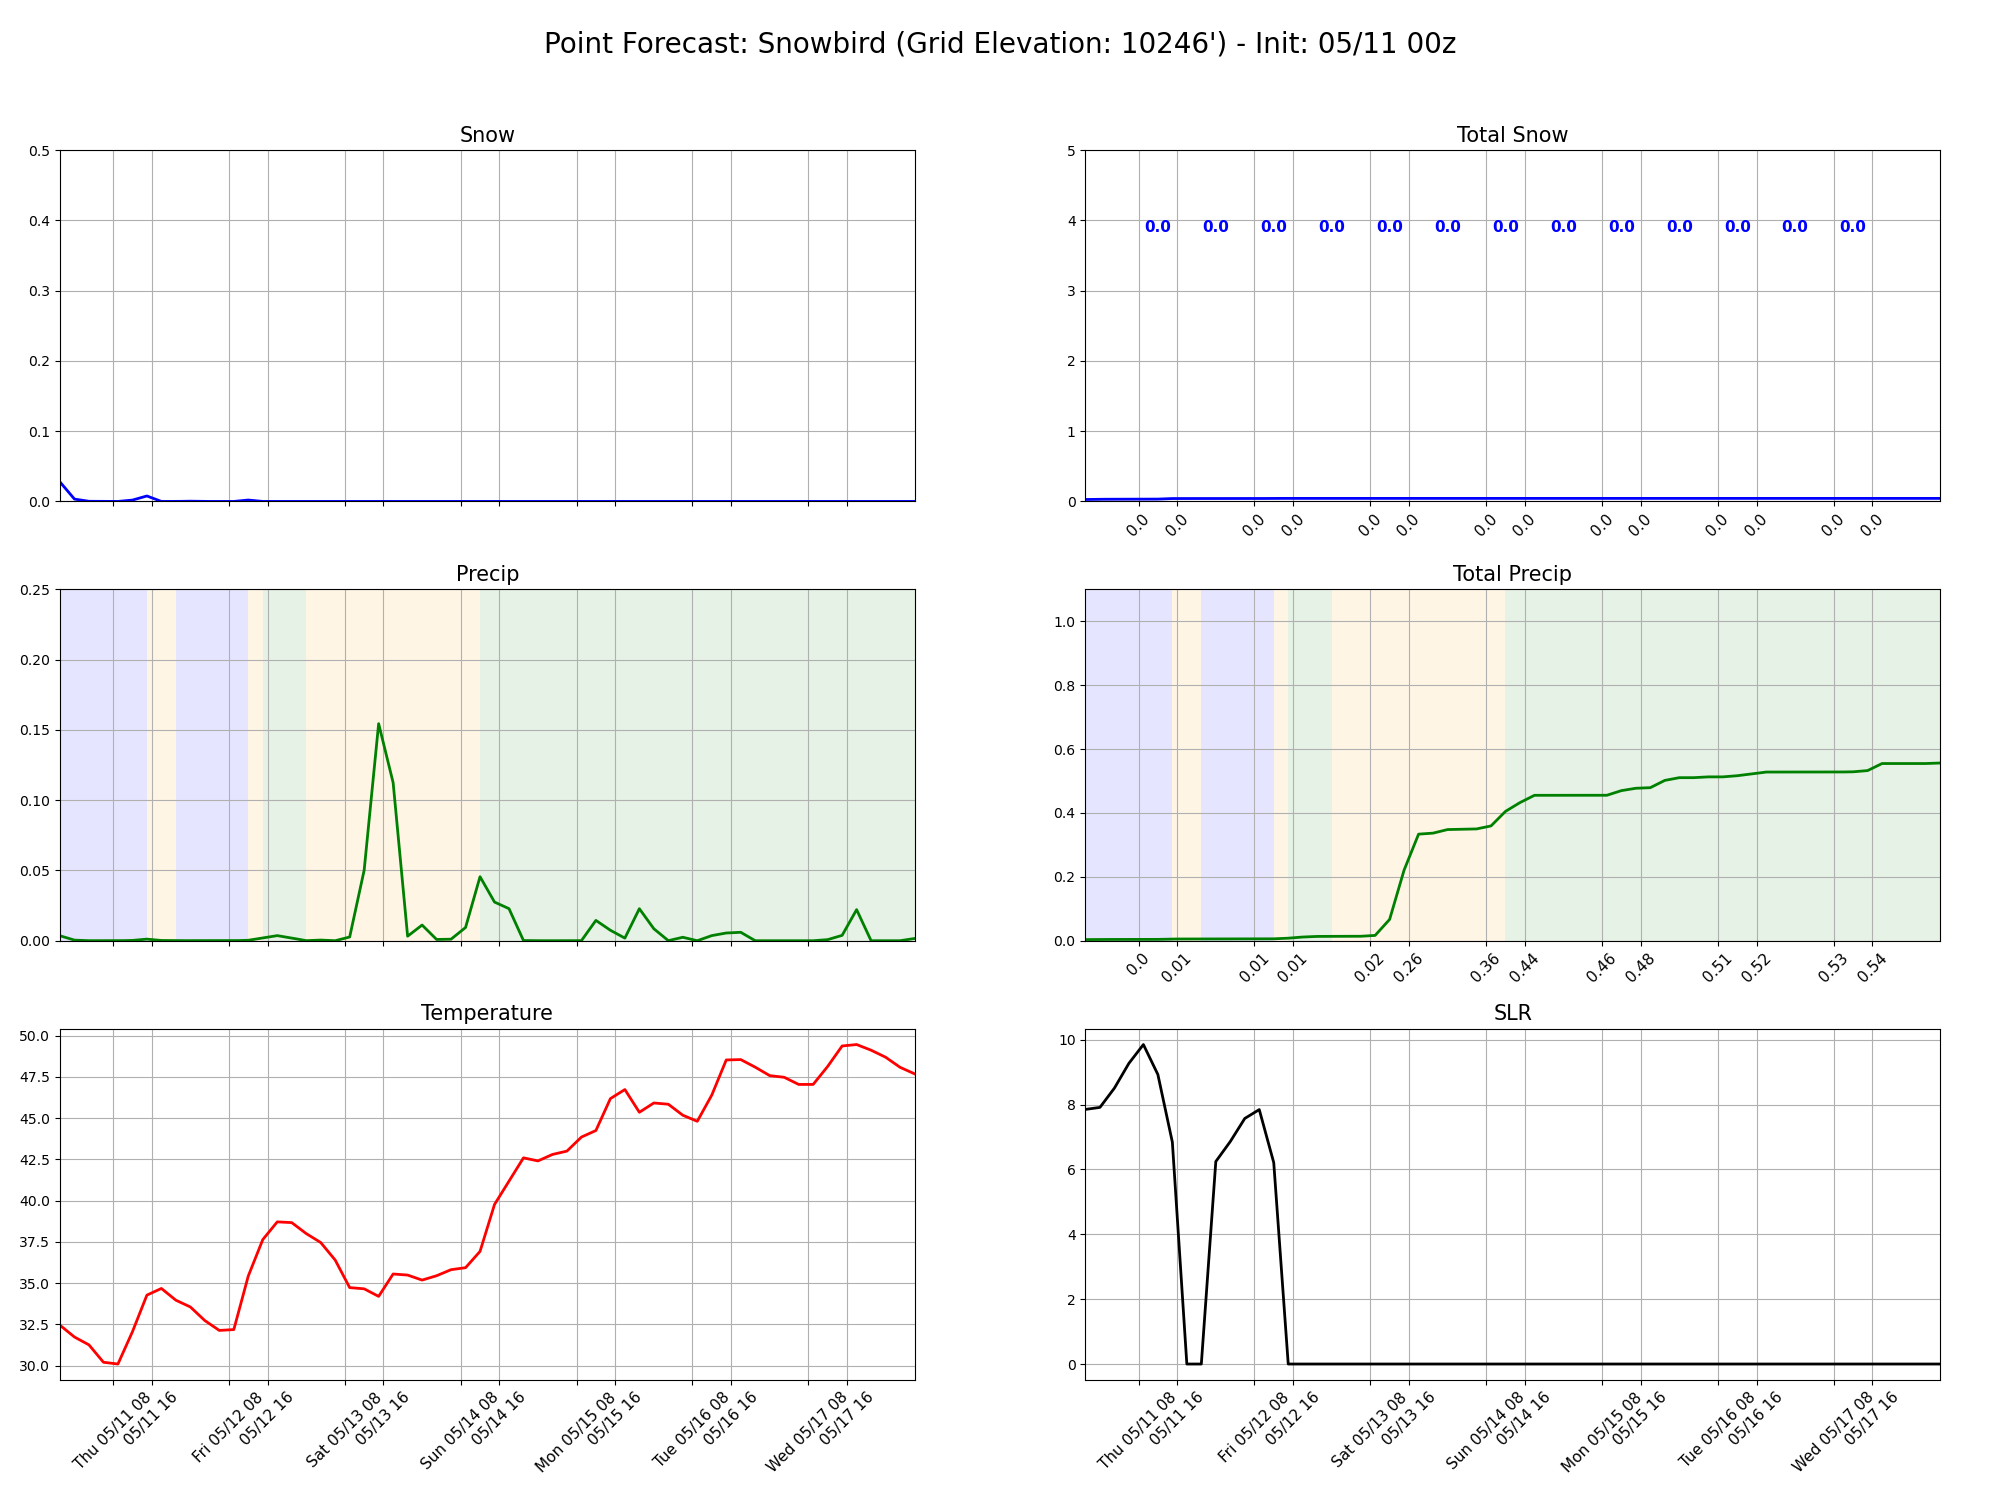 Point Forecast: Snowbird (Grid Elevation: 10246') - Init: 05/11 00z
Snow
0.5
0.4
0.3
0.2
0.1
0.0
Total Snow
5
4
3
2
1
0
0.0 0.0 0.0 0.0 0.0 0.0 0.0 0.0 0.0 0.0 0.0 0.0 0.0
0.0 0.0 0.0 0.0 0.0 0.0 0.0 0.0 0.0 0.0 0.0 0.0 0.0 0.0
Precip
0.25
0.20
0.15
0.10
0.05
0.00
Total Precip
1.0
0.8
0.6
0.4
0.2
0.0
0.0 0.01 0.01 0.01 0.02 0.26 0.36 0.44 0.46 0.48 0.51 0.52 0.53 0.54
Temperature
50.0
47.5
45.0
42.5
40.0
37.5
35.0
32.5
30.0
Thu 05/11 08
05/11 16
Fri 05/12 08
05/12 16
Sat 05/13 08
05/13 16
Sun 05/14 08
05/14 16
Mon 05/15 08
05/15 16
Tue 05/16 08
05/16 16
Wed 05/17 08
05/17 16
SLR
10
8
6
4
2
0
Thu 05/11 08
05/11 16
Fri 05/12 08
05/12 16
Sat 05/13 08
05/13 16
Sun 05/14 08
05/14 16
Mon 05/15 08
05/15 16
Tue 05/16 08
05/16 16
Wed 05/17 08
05/17 16